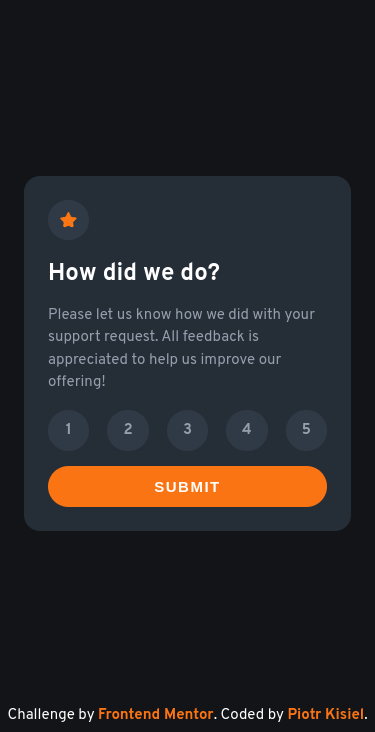 How did we do?
Please let us know how we did with your
support request. All feedback is
appreciated to help us improve our
offering!
1 2 3 4 5
SUBMIT
Challenge by Frontend Mentor. Coded by Piotr Kisiel.